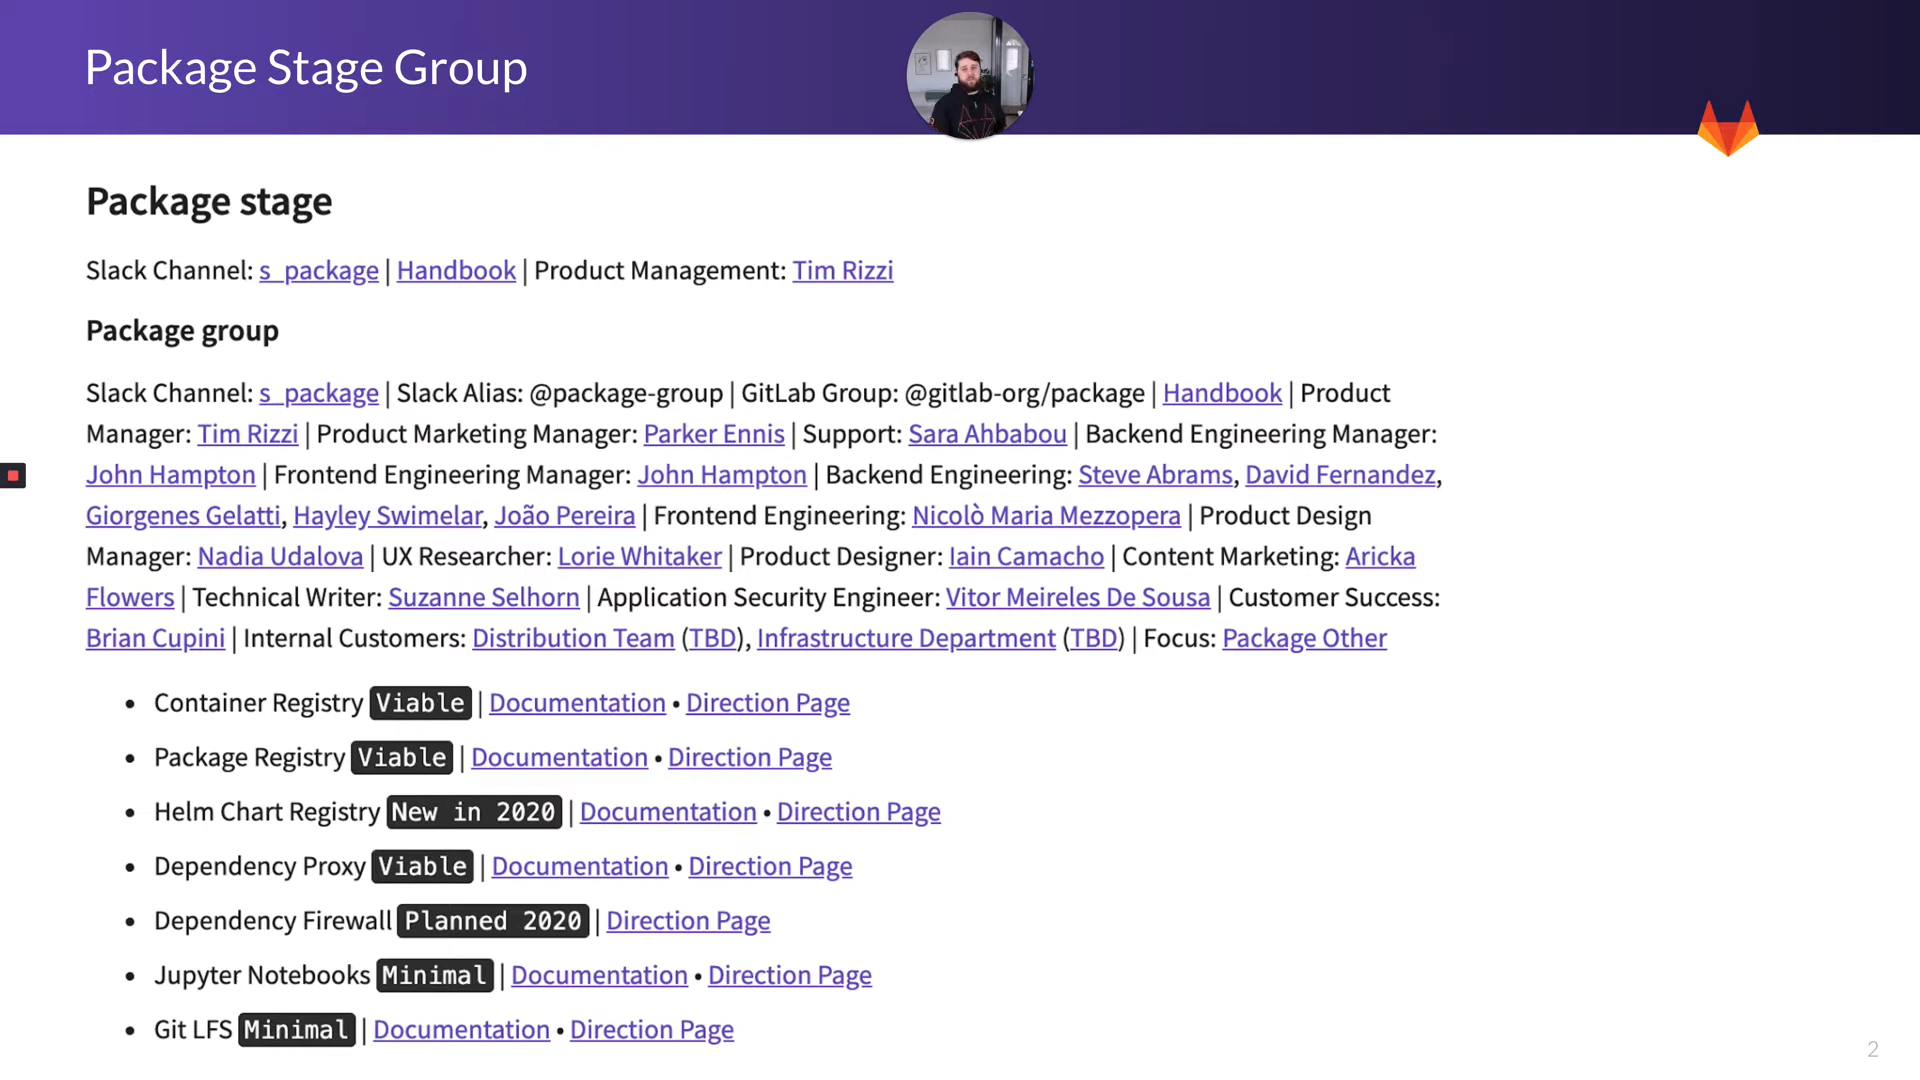 Package Stage Group
Package stage
Slack Channel: s_package | Handbook | Product Management: Tim Rizzi
Package group
Slack Channel: s_package | Slack Alias: @package-group | GitLab Group: @gitlab-org/package | Handbook | Product
Manager: Tim Rizzi | Product Marketing Manager: Parker Ennis | Support: Sara Ahbabou | Backend Engineering Manager:
John Hampton | Frontend Engineering Manager: John Hampton | Backend Engineering: Steve Abrams, David Fernandez,
Giorgenes Gelatti, Hayley Swimelar, João Pereira | Frontend Engineering: Nicolò Maria Mezzopera | Product Design
Manager: Nadia Udalova | UX Researcher: Lorie Whitaker | Product Designer: Iain Camacho | Content Marketing: Aricka
Flowers | Technical Writer: Suzanne Selhorn | Application Security Engineer: Vitor Meireles De Sousa | Customer Success:
Brian Cupini | Internal Customers: Distribution Team (TBD), Infrastructure Department (TBD) | Focus: Package Other
• Container Registry Viable | Documentation • Direction Page
• Package Registry Viable | Documentation • Direction Page
• Helm Chart Registry New in 2020 | Documentation • Direction Page
• Dependency Proxy Viable | Documentation • Direction Page
• Dependency Firewall Planned 2020 | Direction Page
• Jupyter Notebooks Minimal | Documentation • Direction Page
• Git LFS Minimal | Documentation • Direction Page
2